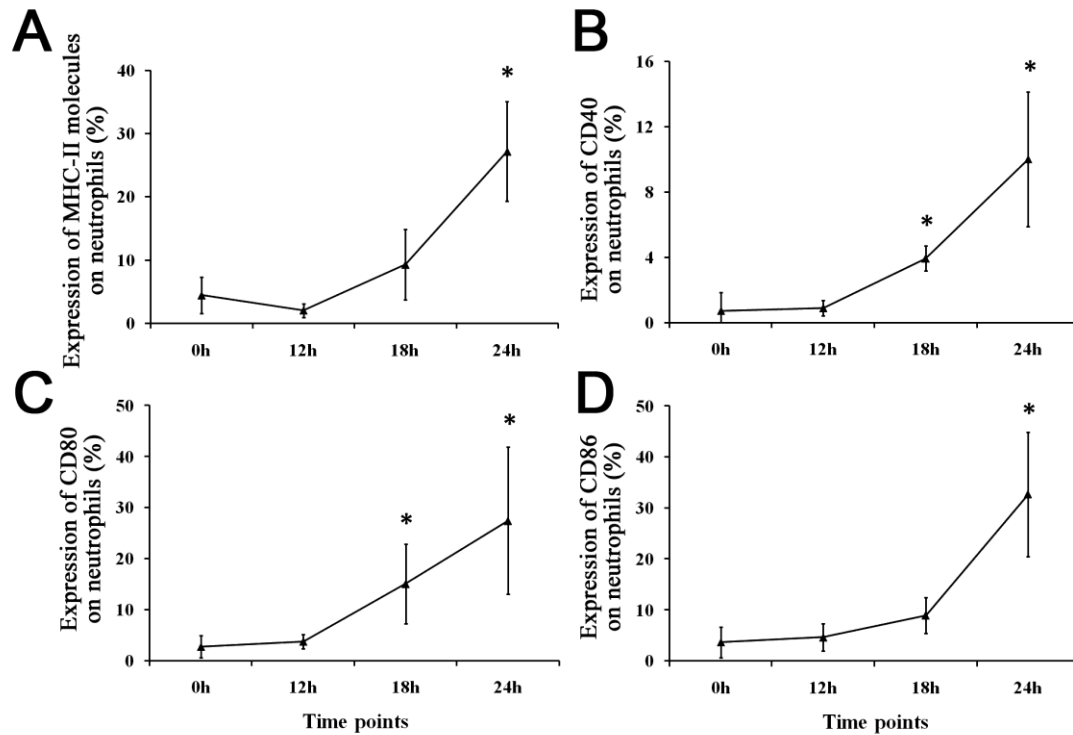 A
Expression of MHC-II molecules
on neutrophils (%)
40
30
20
10
0
*
0h 12h 18h 24h
B
Expression of CD40
on neutrophils (%)
16
12
8
4
0
*
*
0h 12h 18h 24h
C
Expression of CD80
on neutrophils (%)
50
40
30
20
10
0
*
*
0h 12h 18h 24h
Time points
D
Expression of CD86
on neutrophils (%)
50
40
30
20
10
0
*
0h 12h 18h 24h
Time points